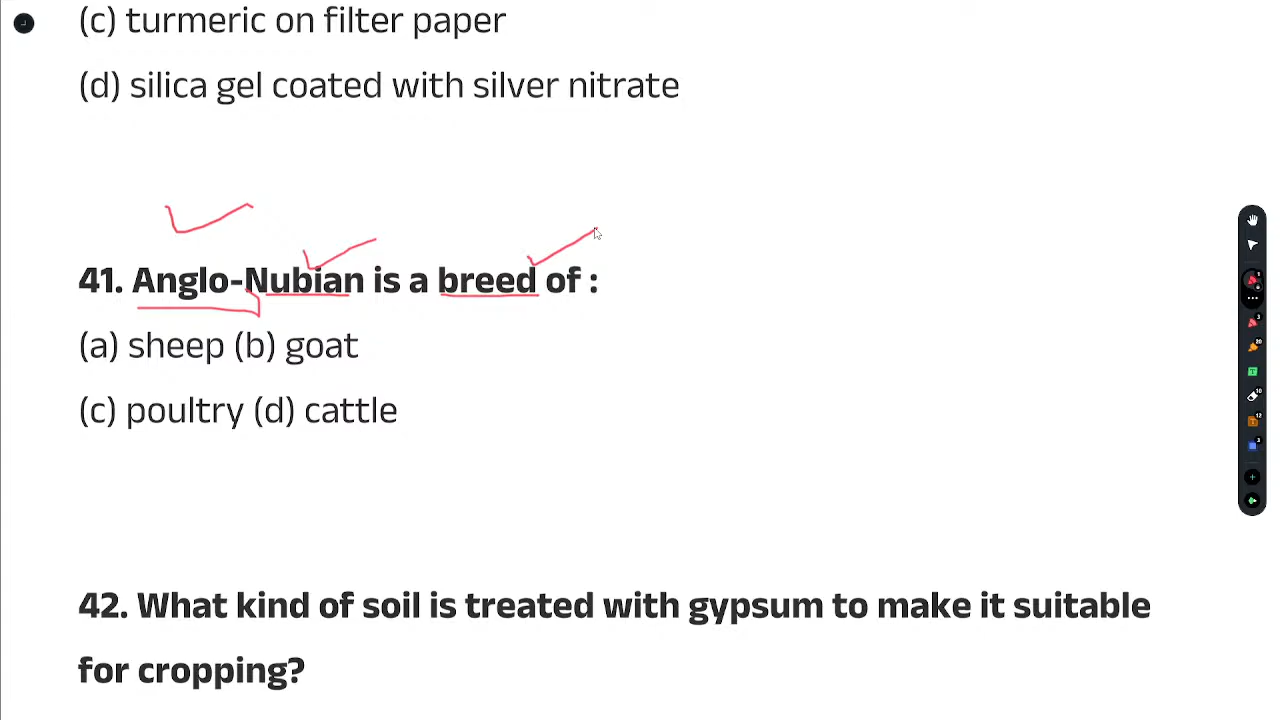 (c) turmeric on filter paper
(d) silica gel coated with silver nitrate
41. Anglo-Nubian is a breed of :
(a) sheep (b) goat
(c) poultry (d) cattle
42. What kind of soil is treated with gypsum to make it suitable
for cropping?